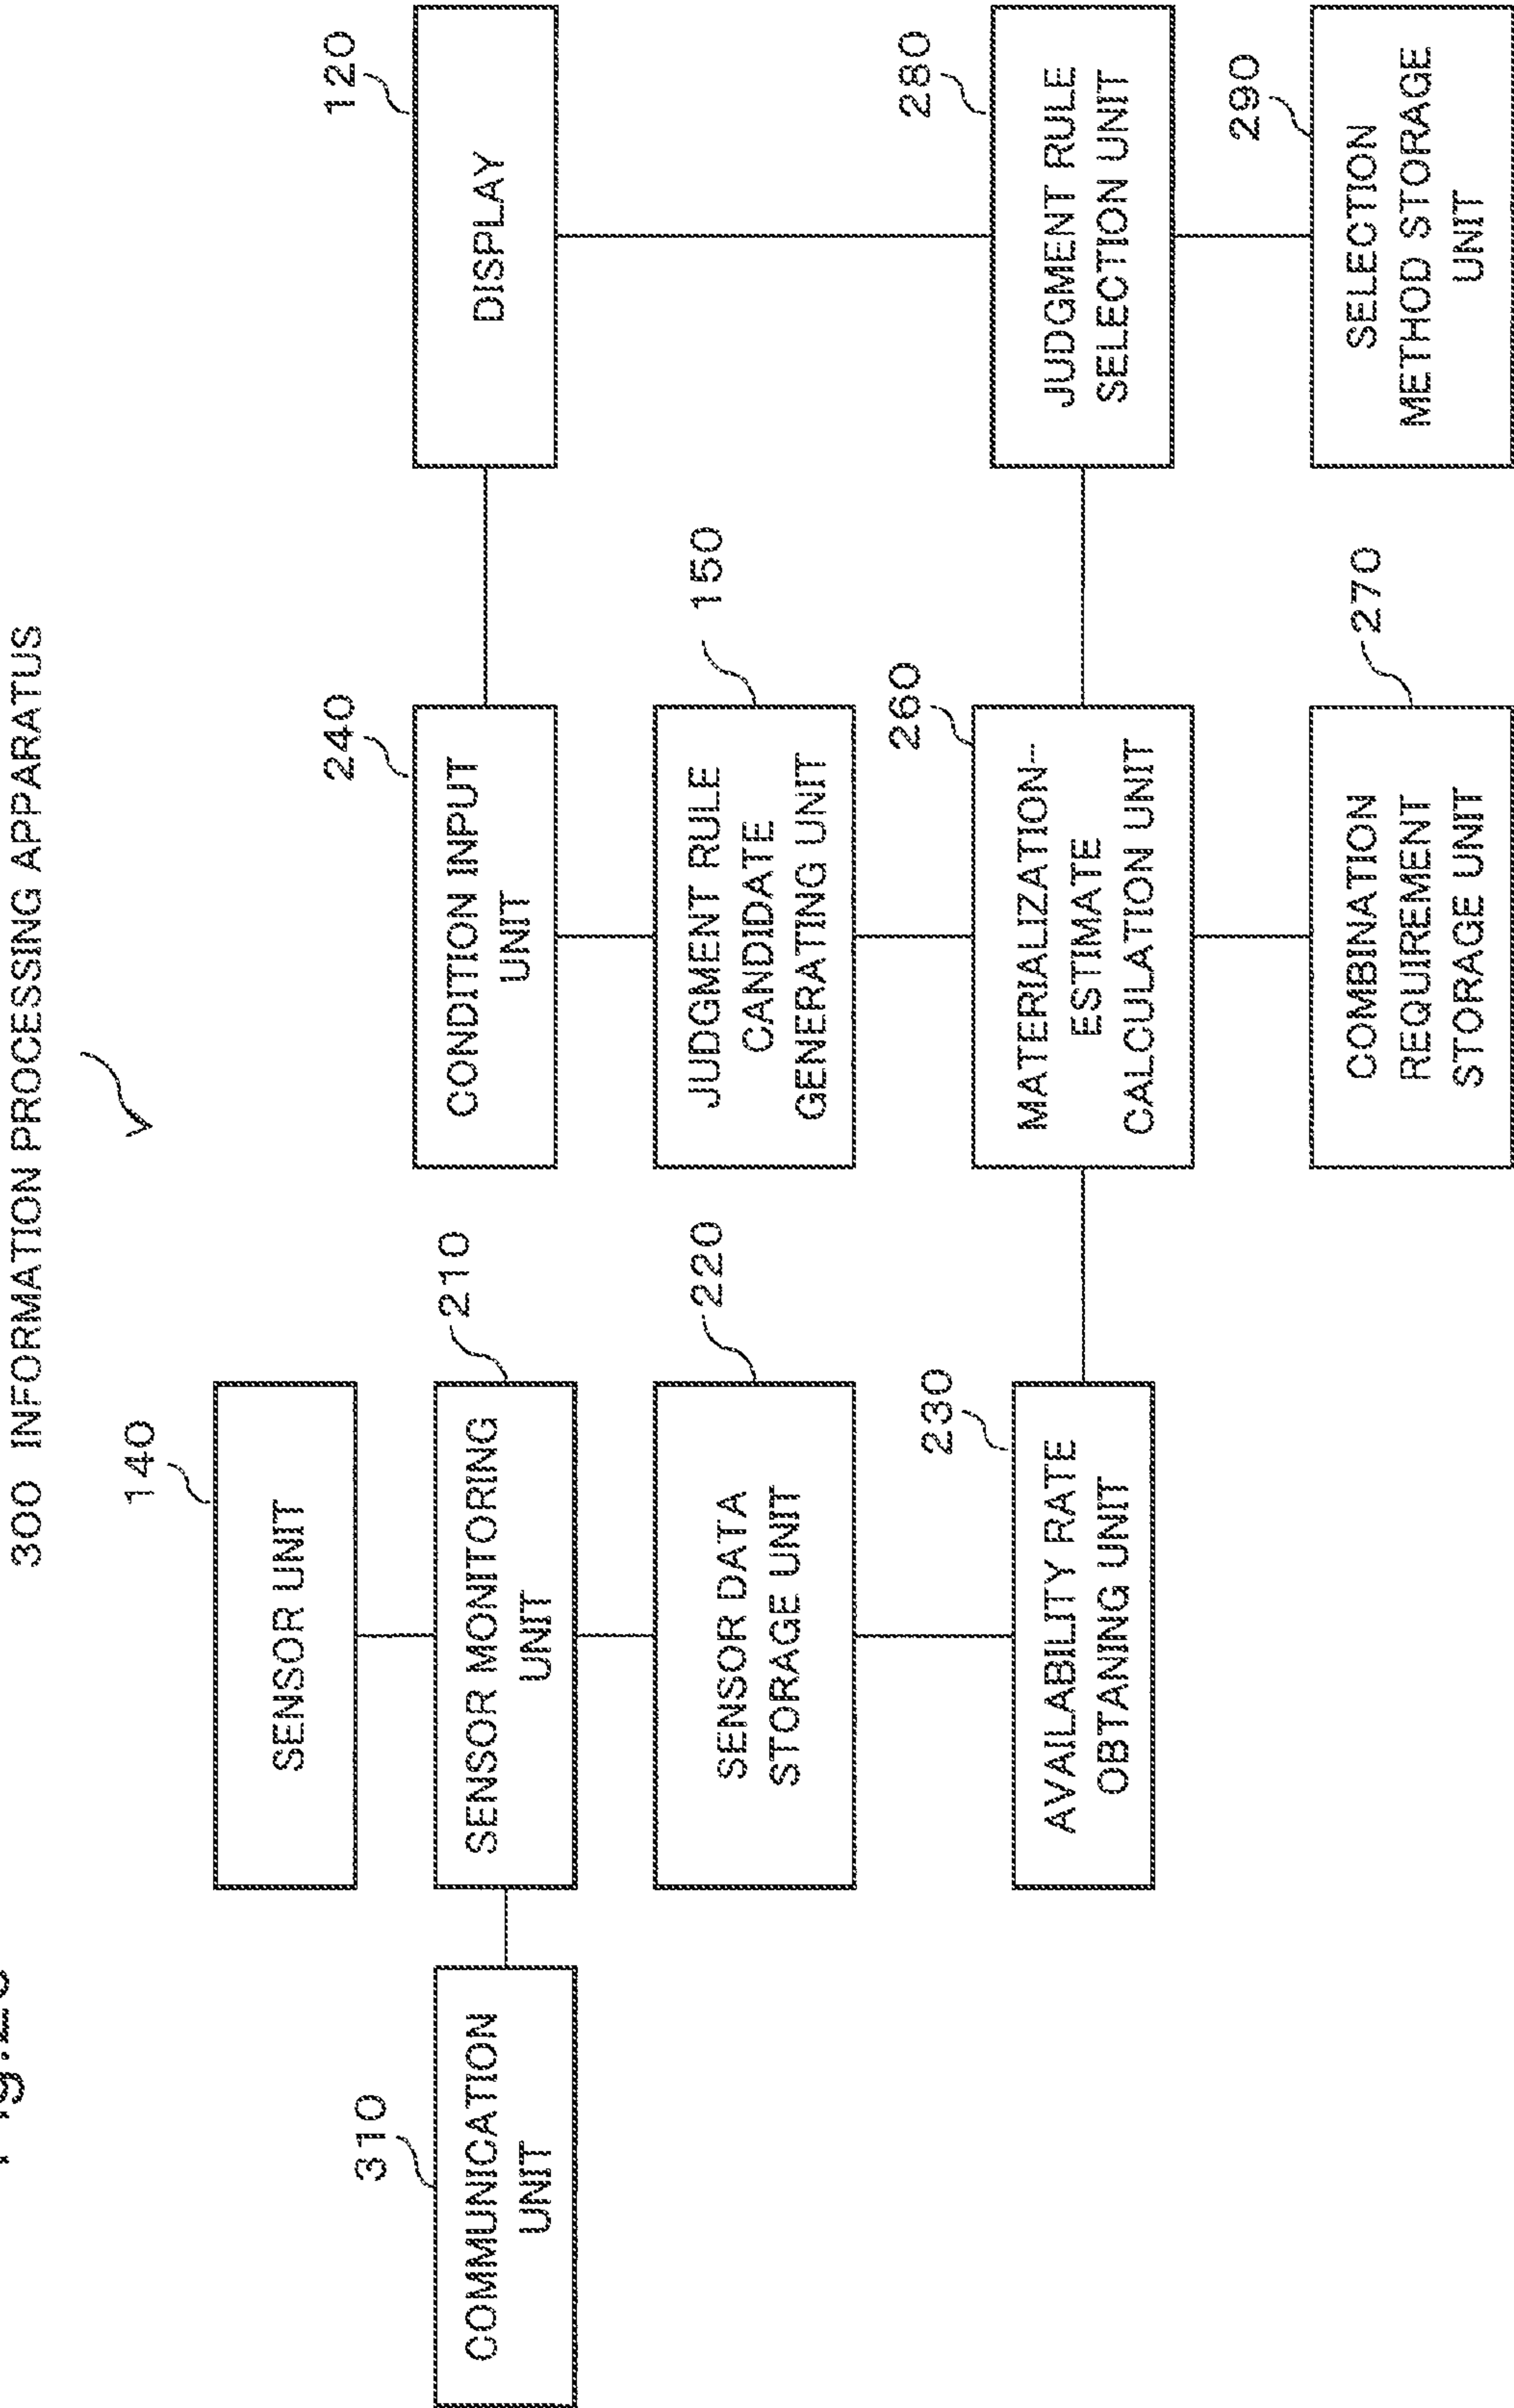 300 INFORMATION PROCESSING APPARATUS
310
COMMUNICATION
UNIT
140
SENSOR UNIT
210
SENSOR MONITORING
UNIT
220
SENSOR DATA
STORAGE UNIT
230
AVAILABILITY RATE
OBTANING UNIT
240
CONDITION INPUT
UNIT
150
JUDGMENT RULE
CANDIDATE
GENERATING UNIT
260
MATERIALIZATION-
ESTIMATE
CALCULATION UNIT
270
COMBINATION
REQUIREMENT
STORAGE UNIT
120
DISPLAY
280
JUDGMENT RULE
SELECTION UNIT
290
SELECTION
METHOD STORAGE
UNIT